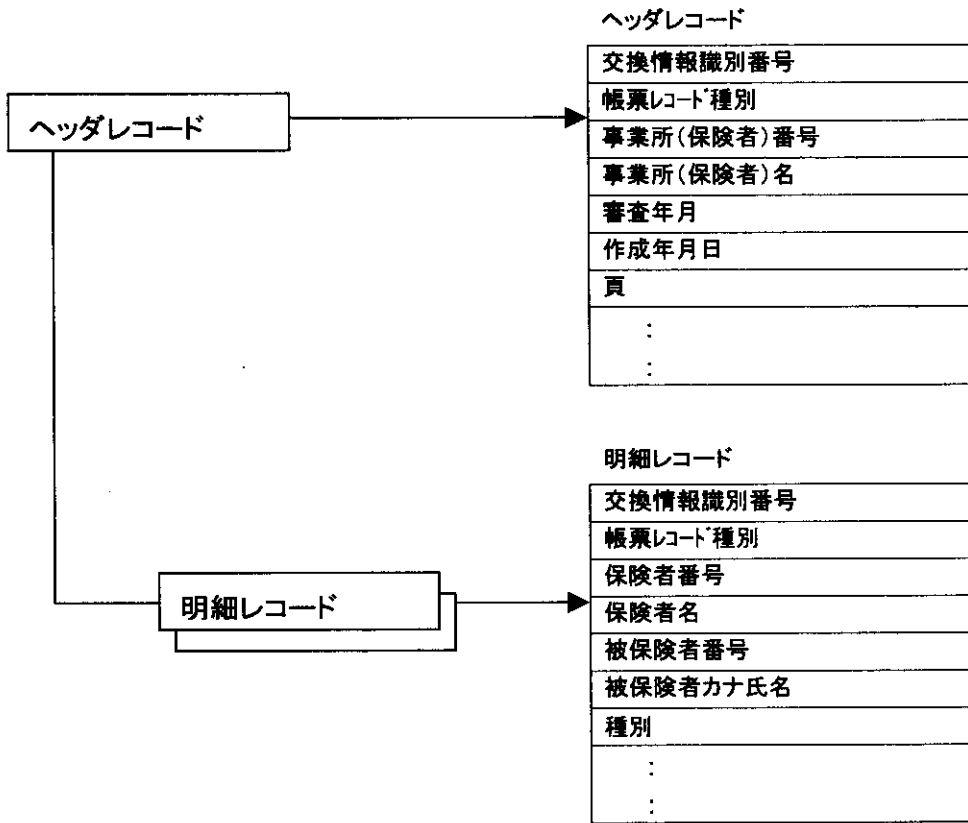 ヘッダレコード
交換情報識別番号
帳票レコード種別
事業所(保険者)番号
事業所(保険者)名
審査年月
作成年月日
頁
:
:
ヘッダレコード
明細レコード
交換情報識別番号
帳票レコード種別
保険者番号
保険者名
被保険者番号
被保険者カナ氏名
種別
:
:
明細レコード